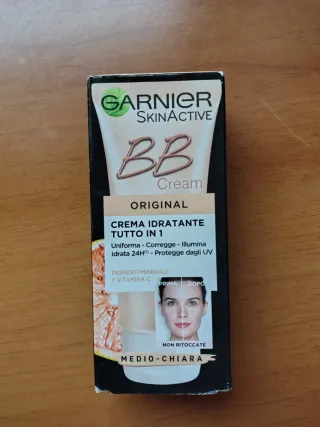 GARNIER
SKINACTIVE
BB
Cream
ORIGINAL
CREMA IDRATANTE
TUTTO IN 1
Uniforma - Corregge - Illumina
Idrata 24H(1) - Protegge dagli UV
PIGMENTI MINERALI
+ VITAMINA C
PRIMA DOPO
NON RITOCCATE
MEDIO-CHIARA